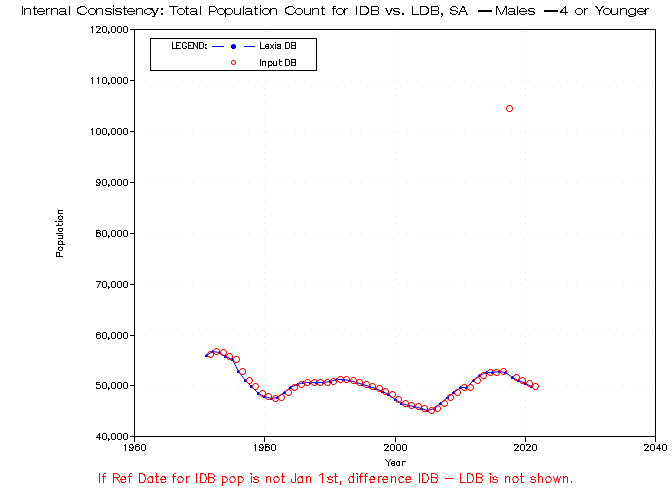 Internal Consistency: Total Population Count for IDB vs. LDB, SA —Males —4 or Younger
LEGEND: Lexis DB
Input DB
120,000
110,000
100,000
90,000
80,000
70,000
60,000
50,000
40,000
Population
1960 1980 2000 2020 2040
Year
If Ref Date for IDB pop is not Jan 1st, difference IDB – LDB is not shown.